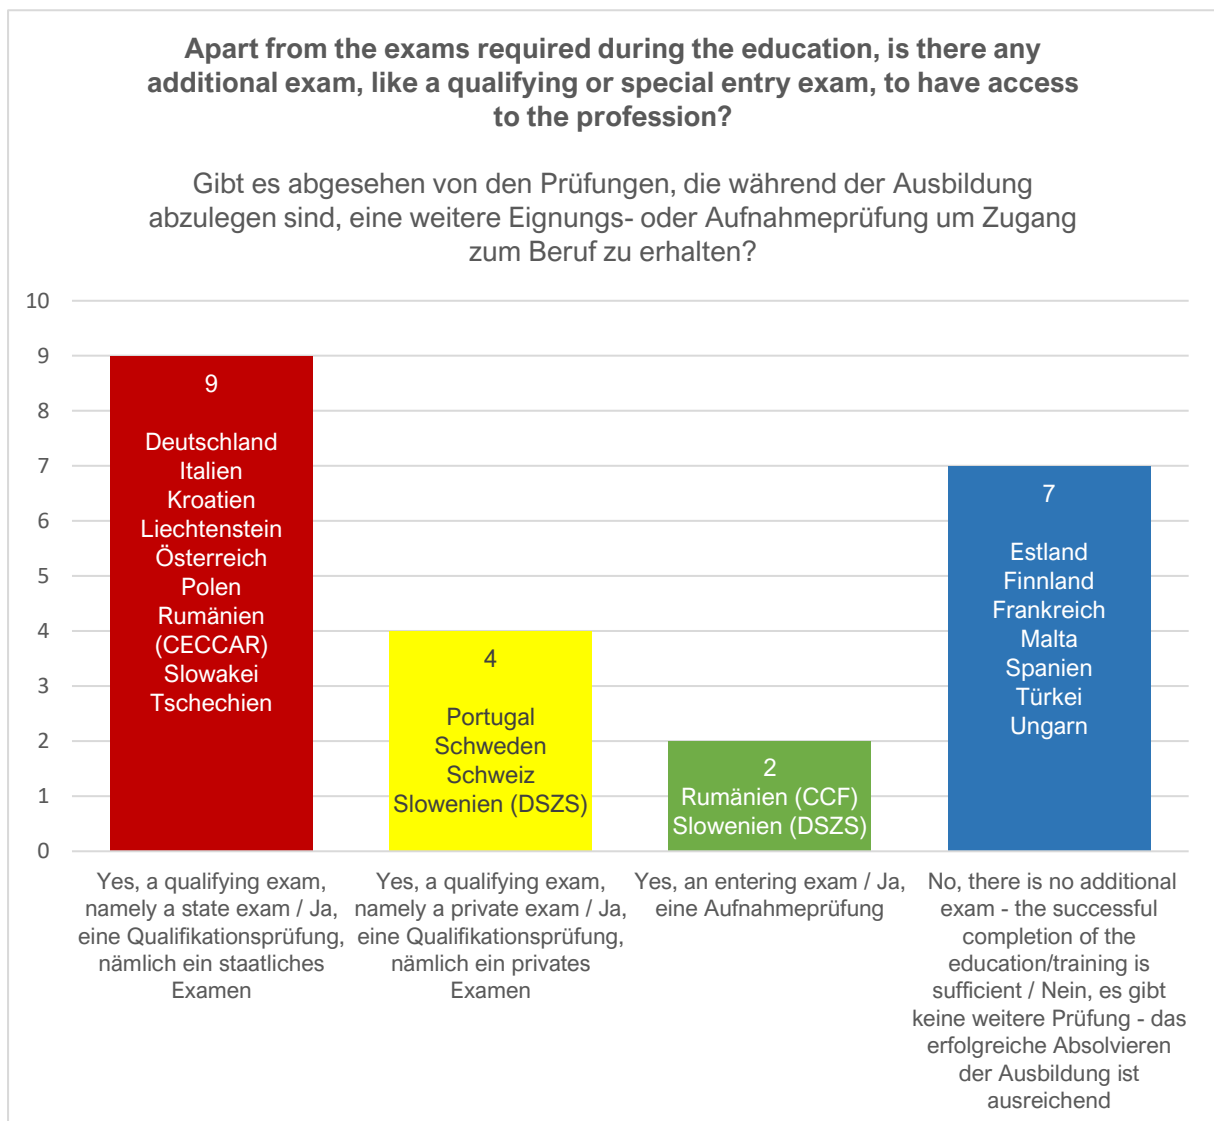 Apart from the exams required during the education, is there any
additional exam, like a qualifying or special entry exam, to have access
to the profession?
Gibt es abgesehen von den Prüfungen, die während der Ausbildung
abzulegen sind, eine weitere Eignungs- oder Aufnahmeprüfung um Zugang
zum Beruf zu erhalten?
10
9
8
7
6
5
4
3
2
1
0
9
Deutschland
Italien
Kroatien
Liechtenstein
Österreich
Polen
Rumänien
(CECCAR)
Slowakei
Tschechien
4
Portugal
Schweden
Schweiz
Slowenien (DSZS)
2
Rumänien (CCF)
Slowenien (DSZS)
7
Estland
Finnland
Frankreich
Malta
Spanien
Türkei
Ungarn
Yes, a qualifying exam,
namely a state exam / Ja,
eine Qualifikationsprüfung,
nämlich ein staatliches
Examen
Yes, a qualifying exam,
namely a private exam / Ja,
eine Qualifikationsprüfung,
nämlich ein privates
Examen
Yes, an entering exam / Ja,
eine Aufnahmeprüfung
No, there is no additional
exam - the successful
completion of the
education/training is
sufficient / Nein, es gibt
keine weitere Prüfung - das
erfolgreiche Absolvieren
der Ausbildung ist
ausreichend